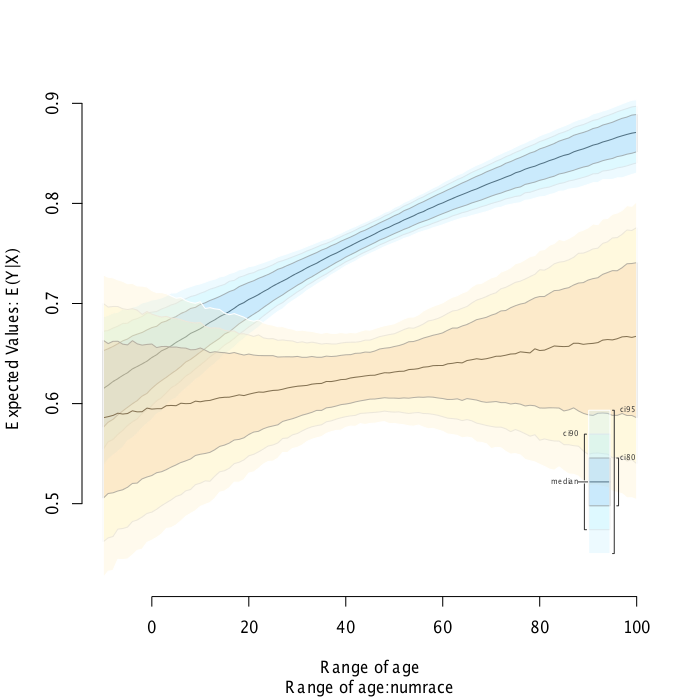 0.9
0.8
0.7
0.6
0.5
Expected Values: E(Y|X)
ci95
ci90
ci80
median
0 20 40 60 80 100
Range of age
Range of age:numrace